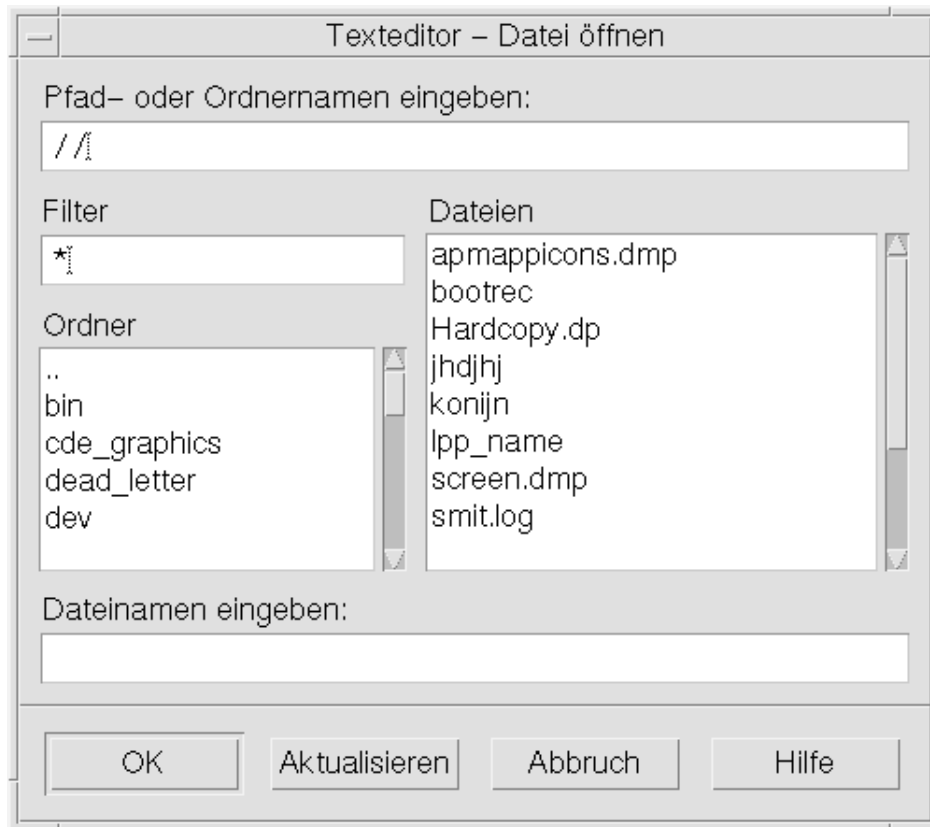 Texteditor – Datei öffnen
Pfad– oder Ordnernamen eingeben:
//
Filter
*
Ordner
..
bin
cde_graphics
dead_letter
dev
Dateien
apmappicons.dmp
bootrec
Hardcopy.dp
jhdjhj
konijn
lpp_name
screen.dmp
smit.log
Dateinamen eingeben:
OK
Aktualisieren
Abbruch
Hilfe